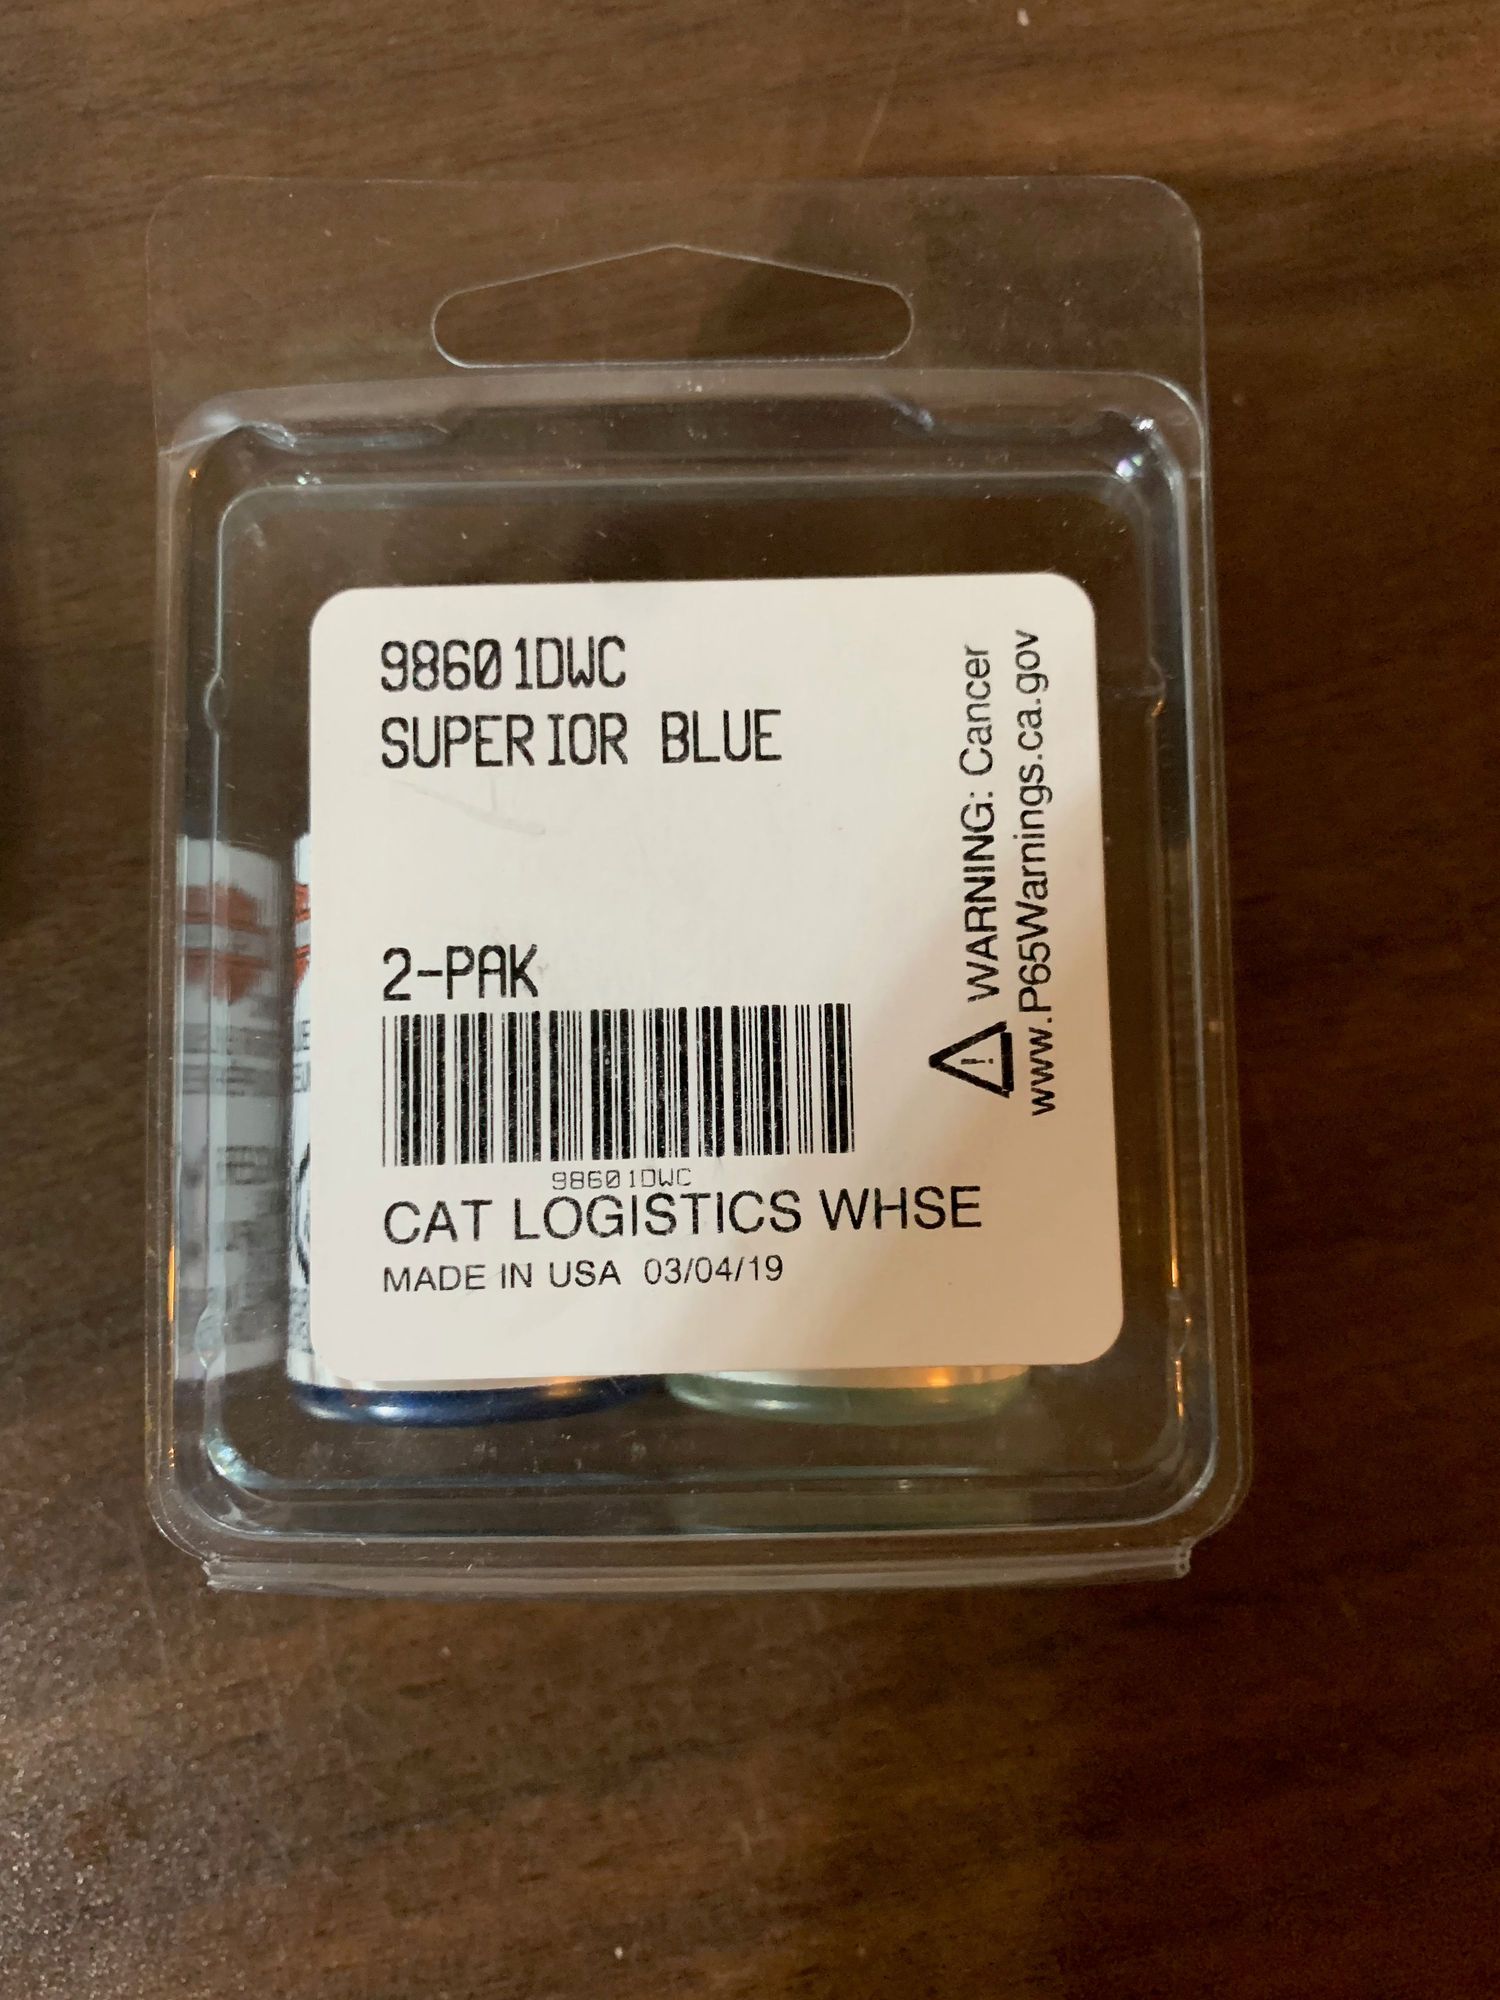 98601DWC
SUPERIOR BLUE
2-PAK
98601DWC
CAT LOGISTICS WHSE
MADE IN USA 03/04/19
WARNING: Cancer
www.P65Warnings.ca.gov